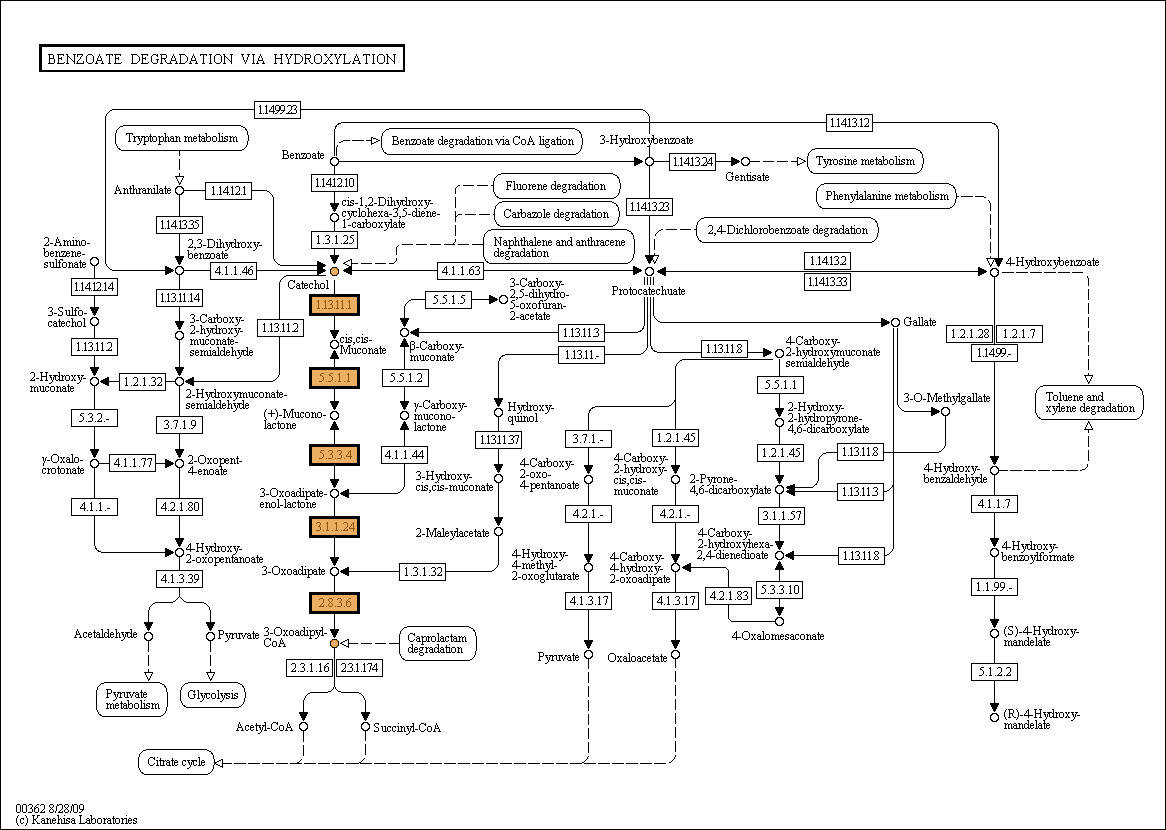 BENZOATE DEGRADATION VIA HYDROXYLATION
1.14.99.23
1.14.13.12
Tryptophan metabolism
Benzoate degradation via CoA ligation
3-Hydroxybenzoate
Benzoate
1.14.13.24
Tyrosine metabolism
Gentisate
Anthranilate
1.14.12.1
1.14.12.10
Fluorene degradation
Phenylalanine metabolism
cis-1,2-Dihydroxy-
cyclohexa-3,5-diene-
1-carboxylate
Carbazole degradation
1.14.13.23
1.14.13.35
2,4-Dichlorobenzoate degradation
2-Amino-
benzene-
sulfonate
2,3-Dihydroxy-
benzoate
1.3.1.25
Naphthalene and anthracene
degradation
1.14.13.2
4-Hydroxybenzoate
4.1.1.46
4.1.1.63
1.14.13.33
Catechol
Protocatechuate
1.14.12.14
1.13.11.14
1.13.11.1
5.5.1.5
3-Carboxy-
2,5-dihydro-
5-oxofuran-
2-acetate
3-Sulfo-
catechol
3-Carboxy-
2-hydroxy-
muconate-
semialdehyde
1.13.11.2
1.13.11.3
Gallate
1.2.1.28
1.2.1.7
1.14.99.-
1.13.11.2
cis,cis-
Muconate
β-Carboxy-
muconate
1.13.11.-
1.13.11.8
4-Carboxy-
2-hydroxymuconate
semialdehyde
2-Hydroxy-
muconate
1.2.1.32
2-Hydroxymuconate-
semialdehyde
5.5.1.1
5.5.1.2
5.5.1.1
Toluene and
xylene degradation
3-O-Methylgallate
5.3.2.-
3.7.1.9
(+)-Mucono-
lactone
γ-Carboxy-
mucono-
lactone
Hydroxy-
quinol
2-Hydroxy-
2-hydropyrone-
4,6-dicarboxylate
1.13.11.37
3.7.1.-
1.2.1.45
1.2.1.45
1.13.11.8
γ-Oxalo-
crotonate
4.1.1.77
2-Oxopent-
4-enoate
5.3.3.4
4.1.1.44
3-Hydroxy-
cis,cis-muconate
4-Carboxy-
2-oxo-
4-pentanoate
4-Carboxy-
2-hydroxy-
cis,cis-
muconate
2-Pyrone-
4,6-dicarboxylate
4-Hydroxy-
benzaldehyde
1.13.11.3
3-Oxoadipate-
enol-lactone
4.1.1.-
4.2.1.80
3.1.1.24
4.2.1.-
4.2.1.-
3.1.1.57
4.1.1.7
2-Maleylacetate
4-Carboxy-
2-hydroxyhexa-
2,4-dienedioate
1.13.11.8
4-Hydroxy-
2-oxopentanoate
4-Hydroxy-
4-methyl-
2-oxoglutarate
4-Carboxy-
4-hydroxy-
2-oxoadipate
4-Hydroxy-
benzoylformate
3-Oxoadipate
1.3.1.32
4.1.3.39
5.3.3.10
1.1.99.-
4.2.1.83
2.8.3.6
4.1.3.17
4.1.3.17
Acetaldehyde
Pyruvate
3-Oxoadipyl-
CoA
Caprolactam
degradation
4-Oxalomesaconate
(S)-4-Hydroxy-
mandelate
Pyruvate
Oxaloacetate
2.3.1.16
2.3.1.174
5.1.2.2
Pyruvate
metabolism
Glycolysis
Acetyl-CoA
Succinyl-CoA
(R)-4-Hydroxy-
mandelate
Citrate cycle
00362 8/28/09
(c) Kanehisa Laboratories